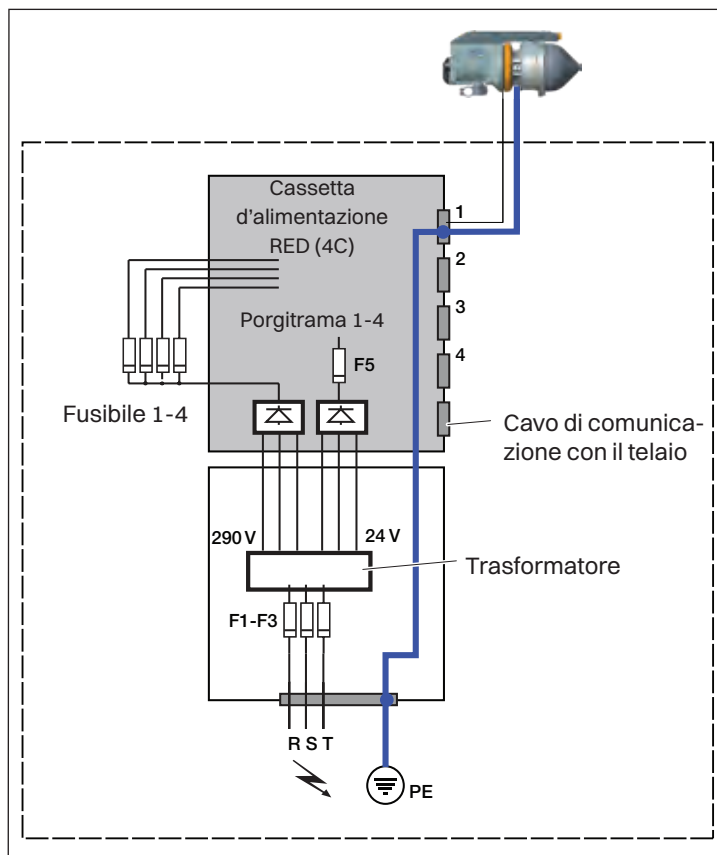 Cassetta
d'alimentazione
RED (4C)
1
2
3
4
Porgitrama 1-4
F5
Fusibile 1-4
Cavo di comunica-
zione con il telaio
290 V
24 V
Trasformatore
F1-F3
R S T
PE